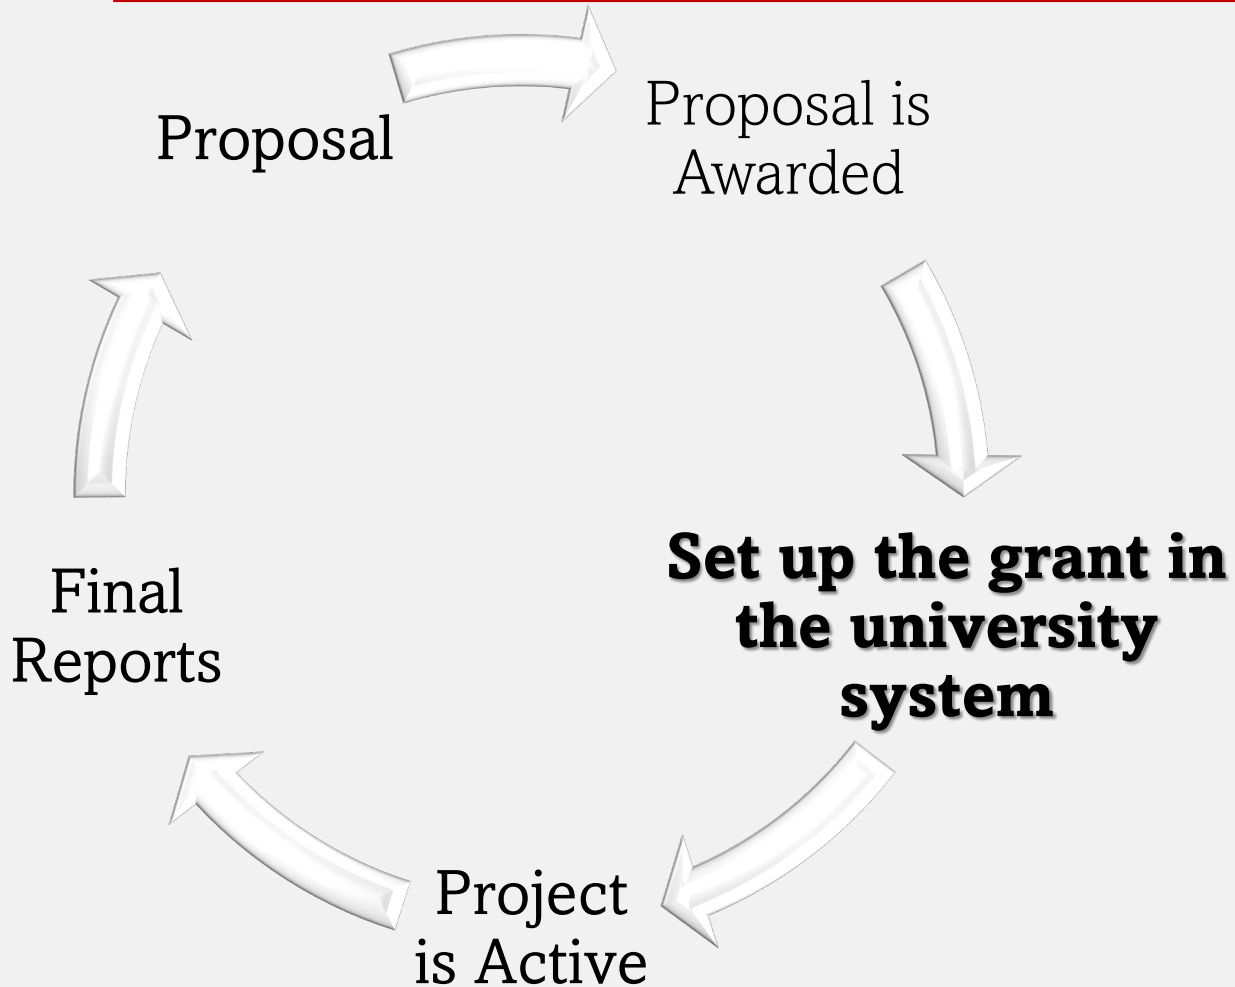 Proposal
Proposal is
Awarded
Set up the grant in
the university
system
Project
is Active
Final
Reports